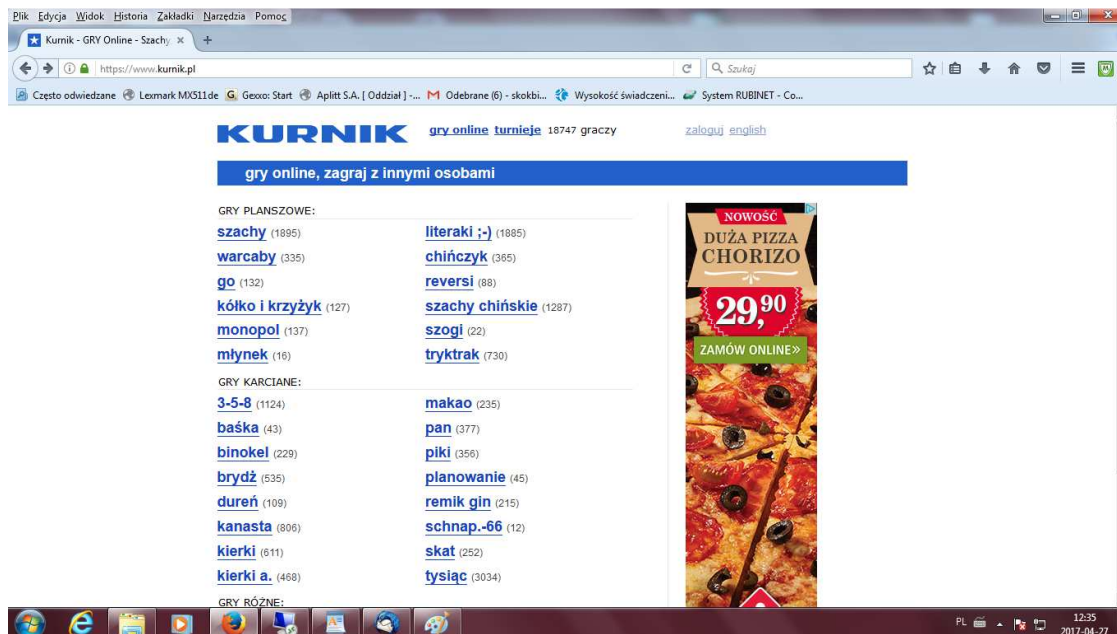 Plik Edycja Widok Historia Zakładki Narzędzia Pomoc
Kurnik - GRY Online - Szachy
https://www.kurnik.pl
Szukaj
Często odwiedzane Lexmark MX511de Gexxo: Start Aplitt S.A. [ Oddział ] -... Odebrane (6) - skokbi... Wysokość świadczeni... System RUBINET - Co...
KURNIK gry online turnieje 18747 graczy zaloguj english
gry online, zagraj z innymi osobami
GRY PLANSZOWE:
szachy (1895)
warcaby (335)
go (132)
kółko i krzyżyk (127)
monopol (137)
młynek (16)
literaki ;-) (1885)
chińczyk (365)
reversi (88)
szachy chińskie (1287)
szogi (22)
tryktrak (730)
GRY KARCIANE:
3-5-8 (1124)
baśka (43)
binokel (229)
brydż (535)
dureń (109)
kanasta (806)
kierki (611)
kierki a. (468)
makao (235)
pan (377)
piki (356)
planowanie (45)
remik gin (215)
schnap.-66 (12)
skat (252)
tysiąc (3034)
GRY RÓŻNE:
NOWOŚĆ
DUŻA PIZZA
CHORIZO
29,90
ZAMÓW ONLINE»
PL
12:35
2017-04-27